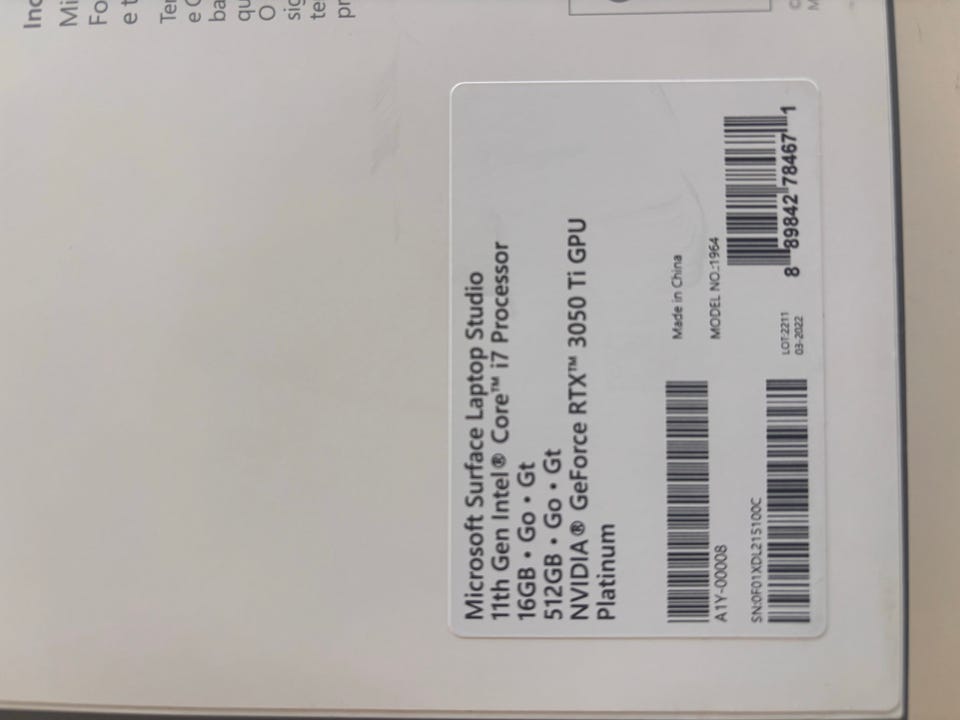 Microsoft Surface Laptop Studio
11th Gen Intel® Core™ i7 Processor
16GB • Go • Gt
512GB • Go • Gt
NVIDIA® GeForce RTX™ 3050 Ti GPU
Platinum
A1Y-00008
Made in China
MODEL NO.:1964
SN:0F01XDL215100C
LOT:2211
03-2022
8 89842 78467 1